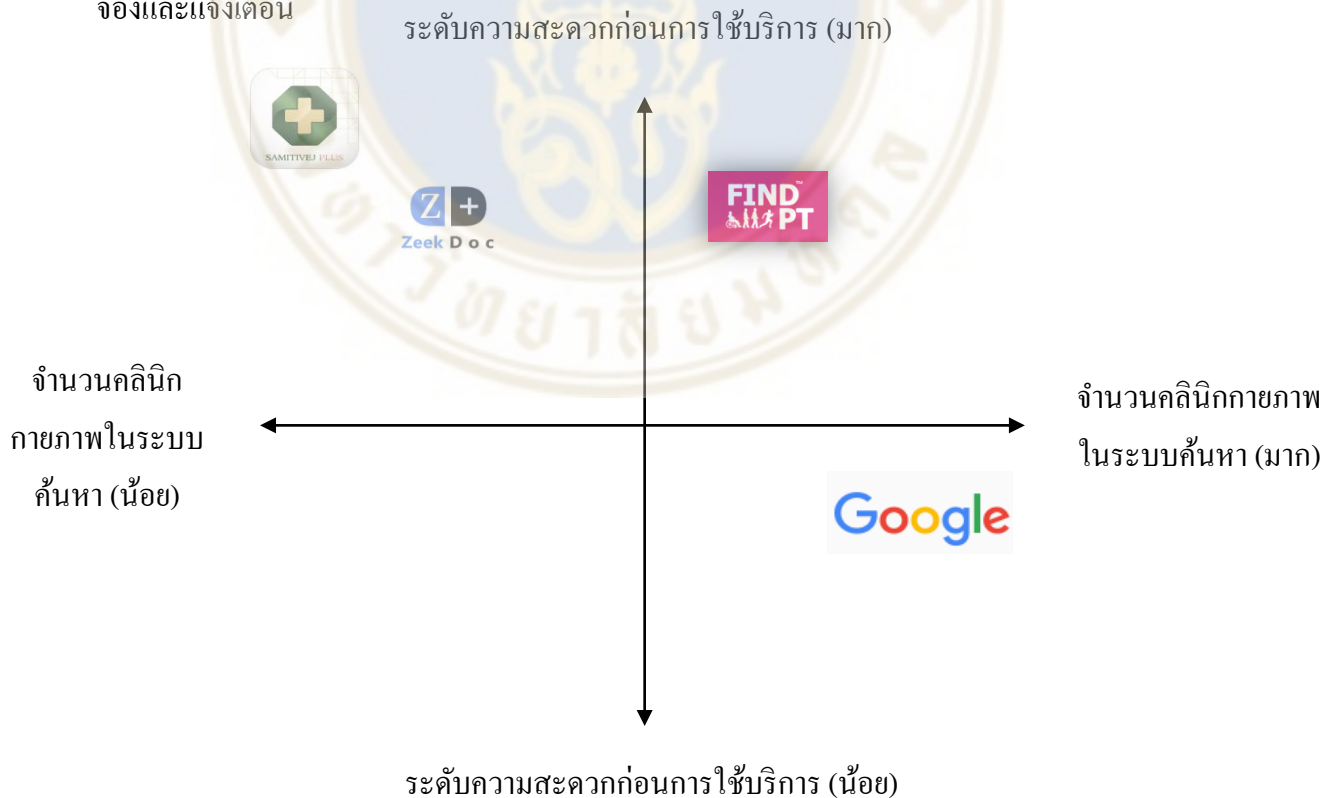 จองและแจ้งเตือน
ระดับความสะดวกก่อนการใช้บริการ (มาก)
SAMITIVEJ PLUS
Z +
Zeek Doc
FIND™
PT
จำนวนคลินิก
กายภาพในระบบ
ค้นหา (น้อย)
จำนวนคลินิกกายภาพ
ในระบบค้นหา (มาก)
Google
ระดับความสะดวกก่อนการใช้บริการ (น้อย)